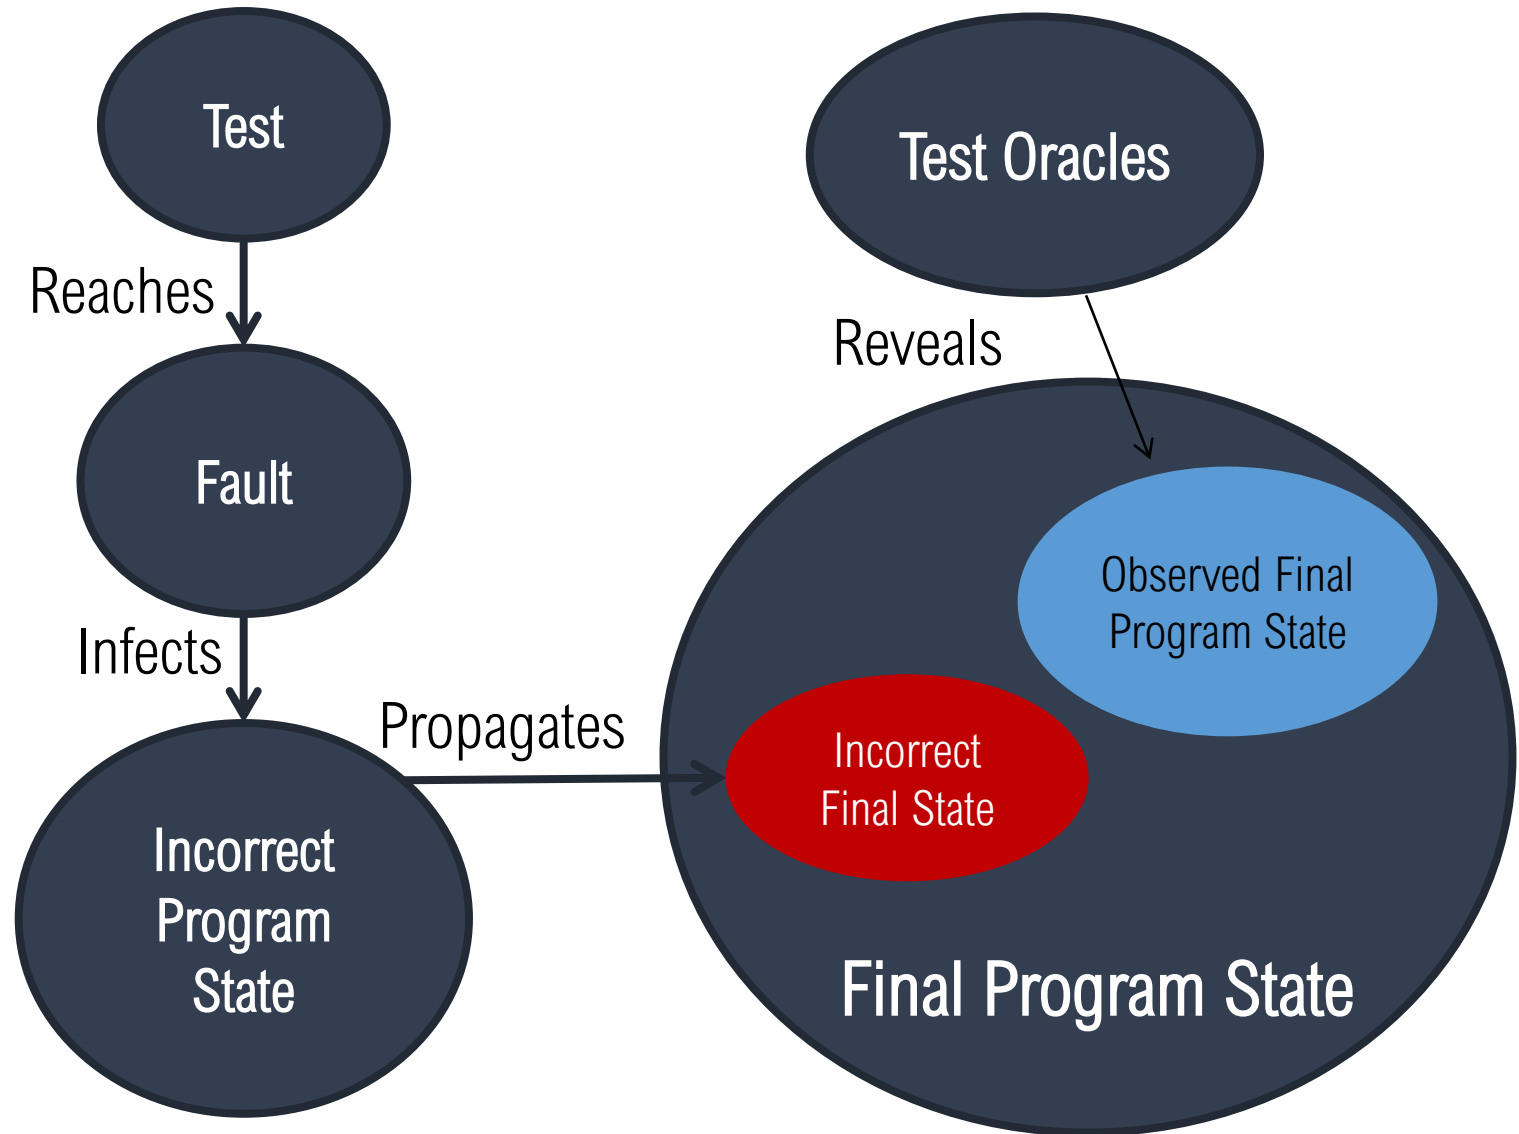 Test
Reaches
Fault
Infects
Incorrect
Program
State
Propagates
Test Oracles
Reveals
Observed Final
Program State
Incorrect
Final State
Final Program State